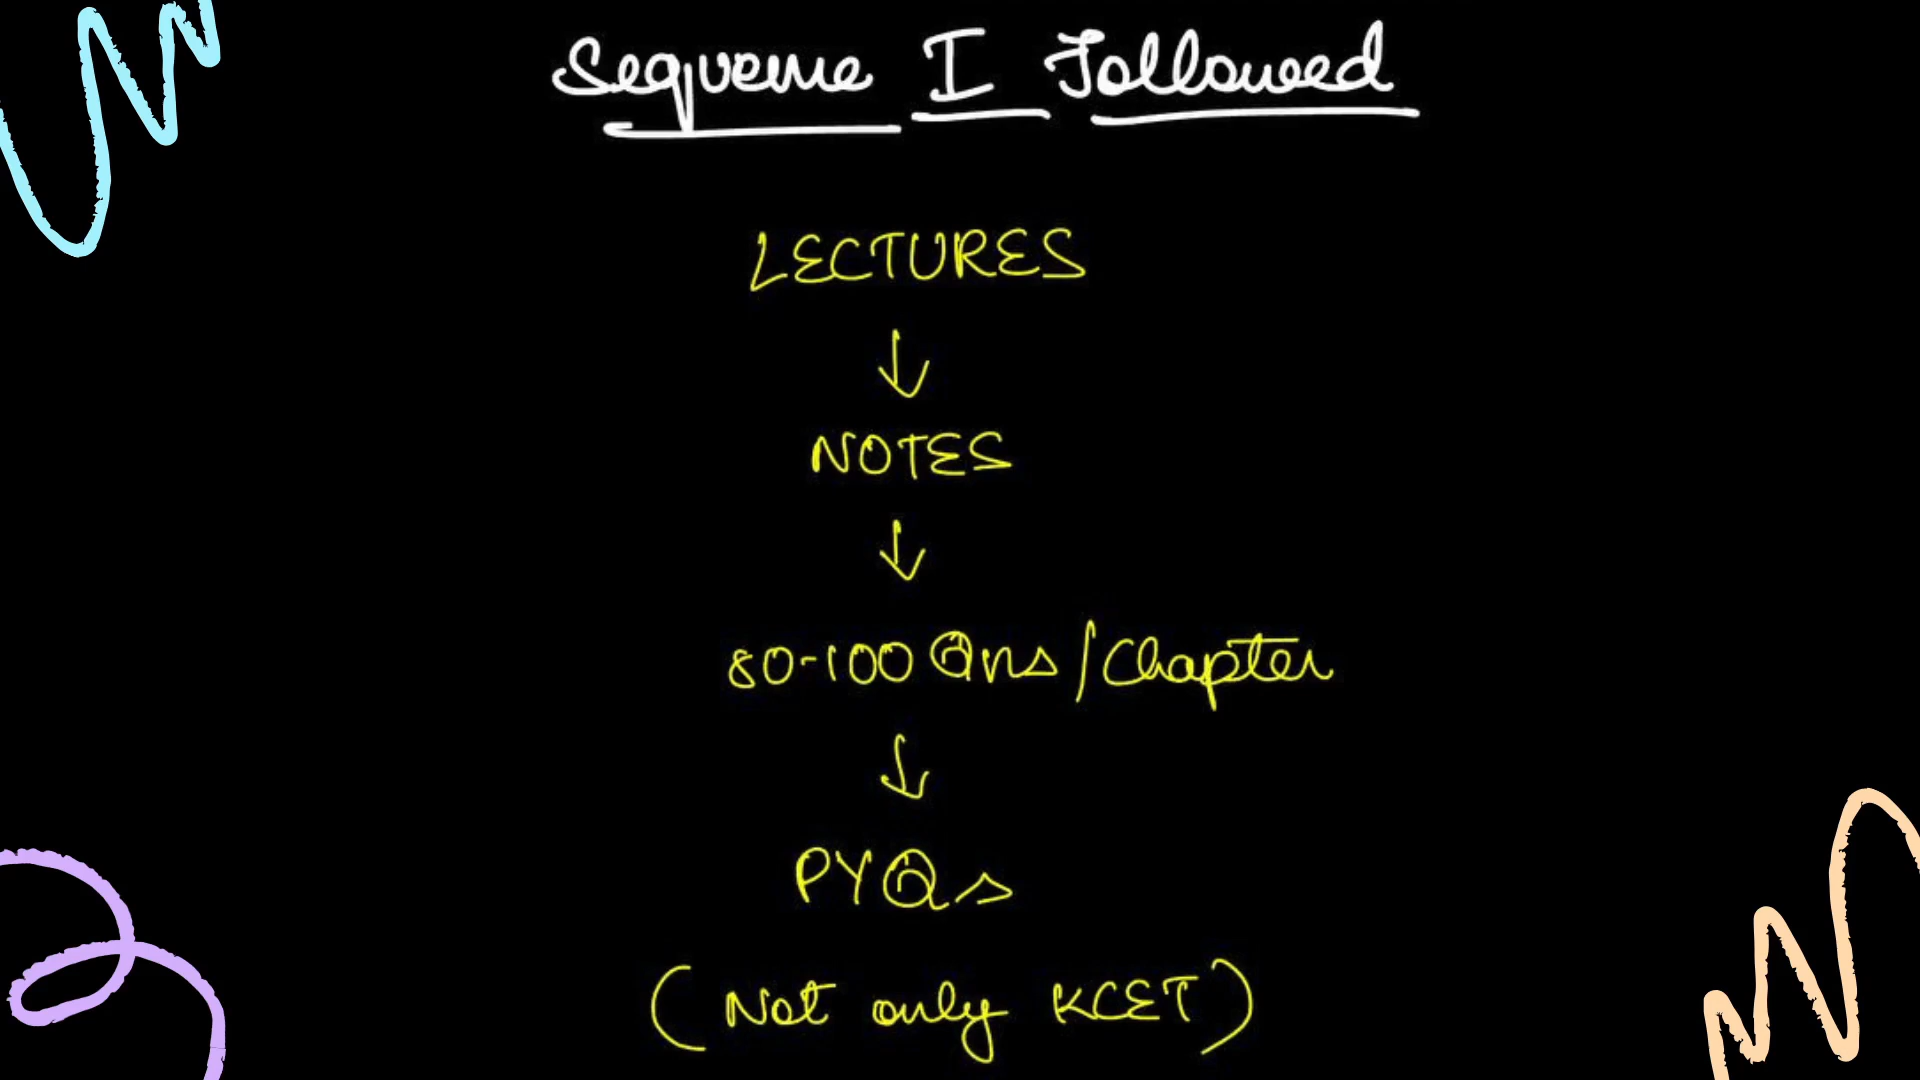 Sequence I Followed
LECTURES
↓
NOTES
↓
80-100 Qns/Chapter
↓
PYQs
(Not only KCET)